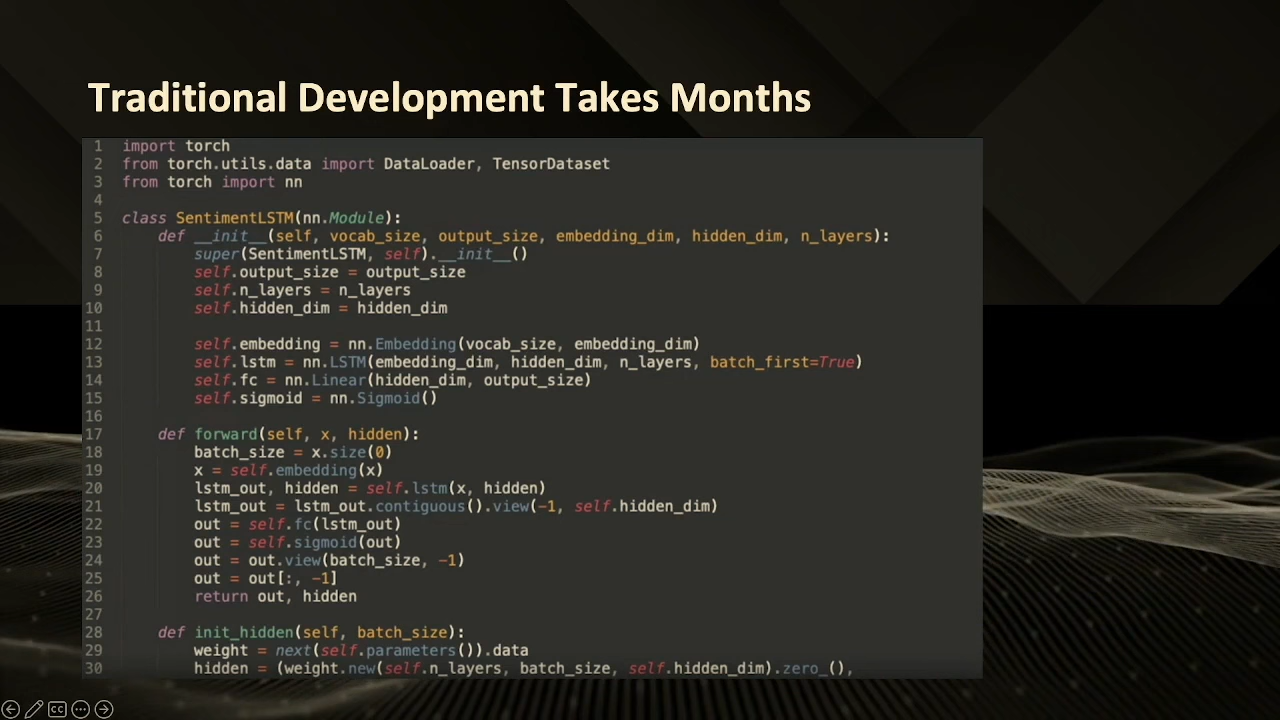 Traditional Development Takes Months
1 import torch
2 from torch.utils.data import DataLoader, TensorDataset
3 from torch import nn
4
5 class SentimentLSTM(nn.Module):
6     def __init__(self, vocab_size, output_size, embedding_dim, hidden_dim, n_layers):
7         super(SentimentLSTM, self).__init__()
8         self.output_size = output_size
9         self.n_layers = n_layers
10         self.hidden_dim = hidden_dim
11
12         self.embedding = nn.Embedding(vocab_size, embedding_dim)
13         self.lstm = nn.LSTM(embedding_dim, hidden_dim, n_layers, batch_first=True)
14         self.fc = nn.Linear(hidden_dim, output_size)
15         self.sigmoid = nn.Sigmoid()
16
17     def forward(self, x, hidden):
18         batch_size = x.size(0)
19         x = self.embedding(x)
20         lstm_out, hidden = self.lstm(x, hidden)
21         lstm_out = lstm_out.contiguous().view(-1, self.hidden_dim)
22         out = self.fc(lstm_out)
23         out = self.sigmoid(out)
24         out = out.view(batch_size, -1)
25         out = out[:, -1]
26         return out, hidden
27
28     def init_hidden(self, batch_size):
29         weight = next(self.parameters()).data
30         hidden = (weight.new(self.n_layers, batch_size, self.hidden_dim).zero_(),
CC